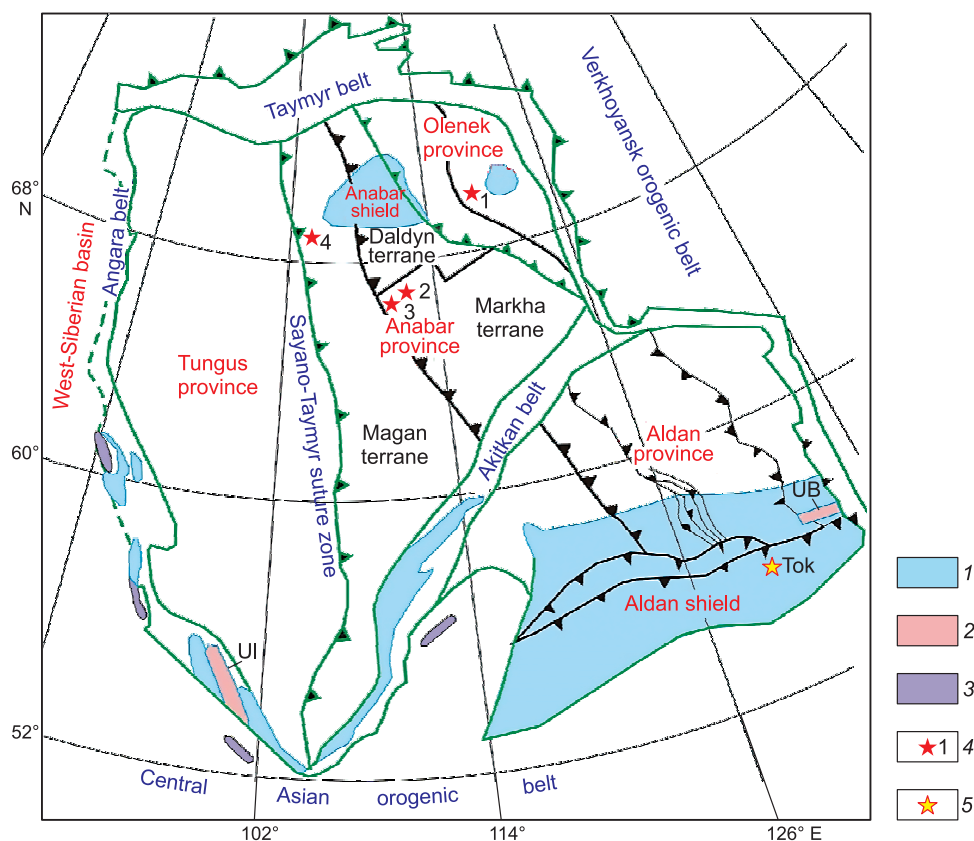 Taymyr belt
Olenek
province
Verkhoyansk orogenic belt
68°
N
Anabar
shield
1
4
Daldyn
terrane
West-Siberian basin
Angara belt
2
3
Anabar
province
Markha
terrane
Tungus
province
Sayano-Taymyr suture zone
Magan
terrane
Akitkan belt
Aldan
province
60°
UB
Tok
Aldan shield
UI
52°
Central Asian orogenic belt
102°
114°
126° E
1
2
3
1 4
5